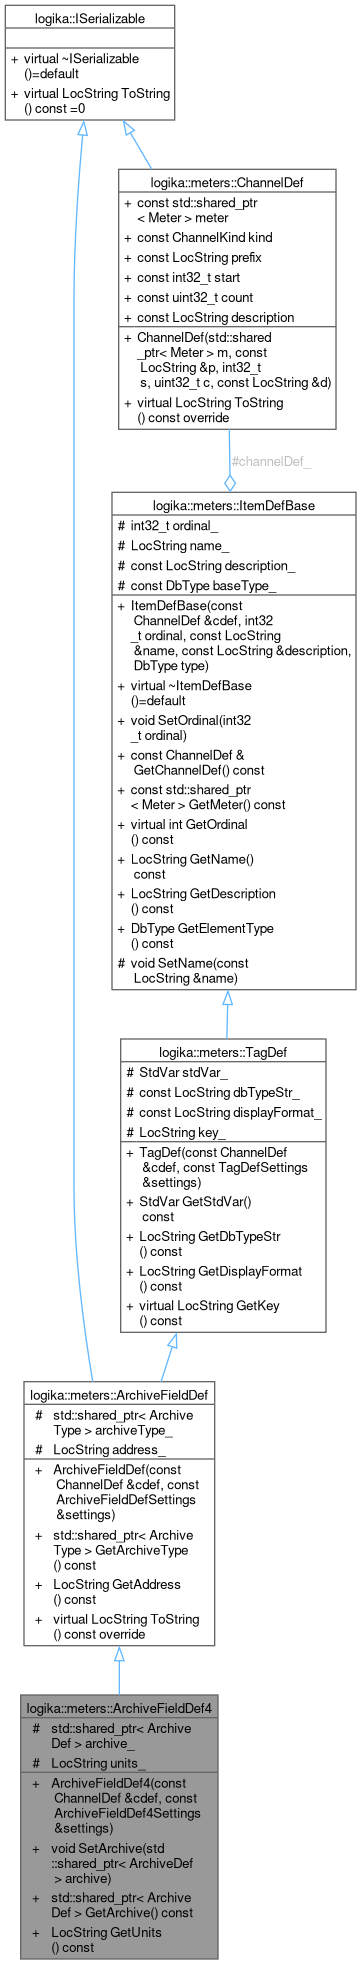 logika::ISerializable
+ virtual ~ISerializable
()=default
+ virtual LocString ToString
() const =0
logika::meters::ChannelDef
+ const std::shared_ptr
< Meter > meter
+ const ChannelKind kind
+ const LocString prefix
+ const int32_t start
+ const uint32_t count
+ const LocString description
+ ChannelDef(std::shared
_ptr< Meter > m, const
LocString &p, int32_t
s, uint32_t c, const LocString &d)
+ virtual LocString ToString
() const override
#channelDef_
logika::meters::ItemDefBase
# int32_t ordinal_
# LocString name_
# const LocString description_
# const DbType baseType_
+ ItemDefBase(const
ChannelDef &cdef, int32
_t ordinal, const LocString
&name, const LocString &description,
DbType type)
+ virtual ~ItemDefBase
()=default
+ void SetOrdinal(int32
_t ordinal)
+ const ChannelDef &
GetChannelDef() const
+ const std::shared_ptr
< Meter > GetMeter() const
+ virtual int GetOrdinal
() const
+ LocString GetName()
const
+ LocString GetDescription
() const
+ DbType GetElementType
() const
# void SetName(const
LocString &name)
logika::meters::TagDef
# StdVar stdVar_
# const LocString dbTypeStr_
# const LocString displayFormat_
# LocString key_
+ TagDef(const ChannelDef
&cdef, const TagDefSettings
&settings)
+ StdVar GetStdVar()
const
+ LocString GetDbTypeStr
() const
+ LocString GetDisplayFormat
() const
+ virtual LocString GetKey
() const
logika::meters::ArchiveFieldDef
# std::shared_ptr< Archive
Type > archiveType_
# LocString address_
+ ArchiveFieldDef(const
ChannelDef &cdef, const
ArchiveFieldDefSettings
&settings)
+ std::shared_ptr< Archive
Type > GetArchiveType
() const
+ LocString GetAddress
() const
+ virtual LocString ToString
() const override
logika::meters::ArchiveFieldDef4
# std::shared_ptr< Archive
Def > archive_
# LocString units_
+ ArchiveFieldDef4(const
ChannelDef &cdef, const
ArchiveFieldDef4Settings
&settings)
+ void SetArchive(std
::shared_ptr< ArchiveDef
> archive)
+ std::shared_ptr< Archive
Def > GetArchive() const
+ LocString GetUnits
() const